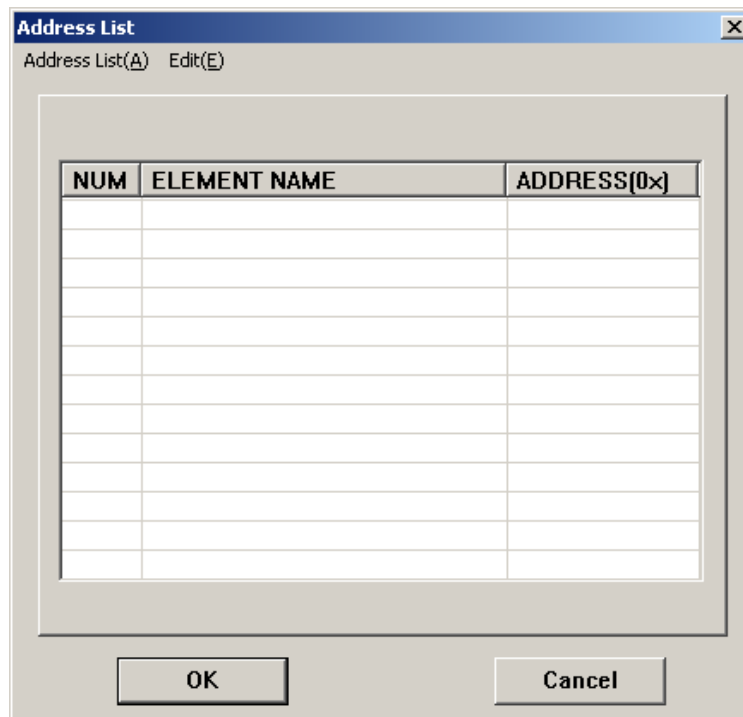 Address List
Address List(A) Edit(E)
NUM ELEMENT NAME ADDRESS(0x)
OK Cancel